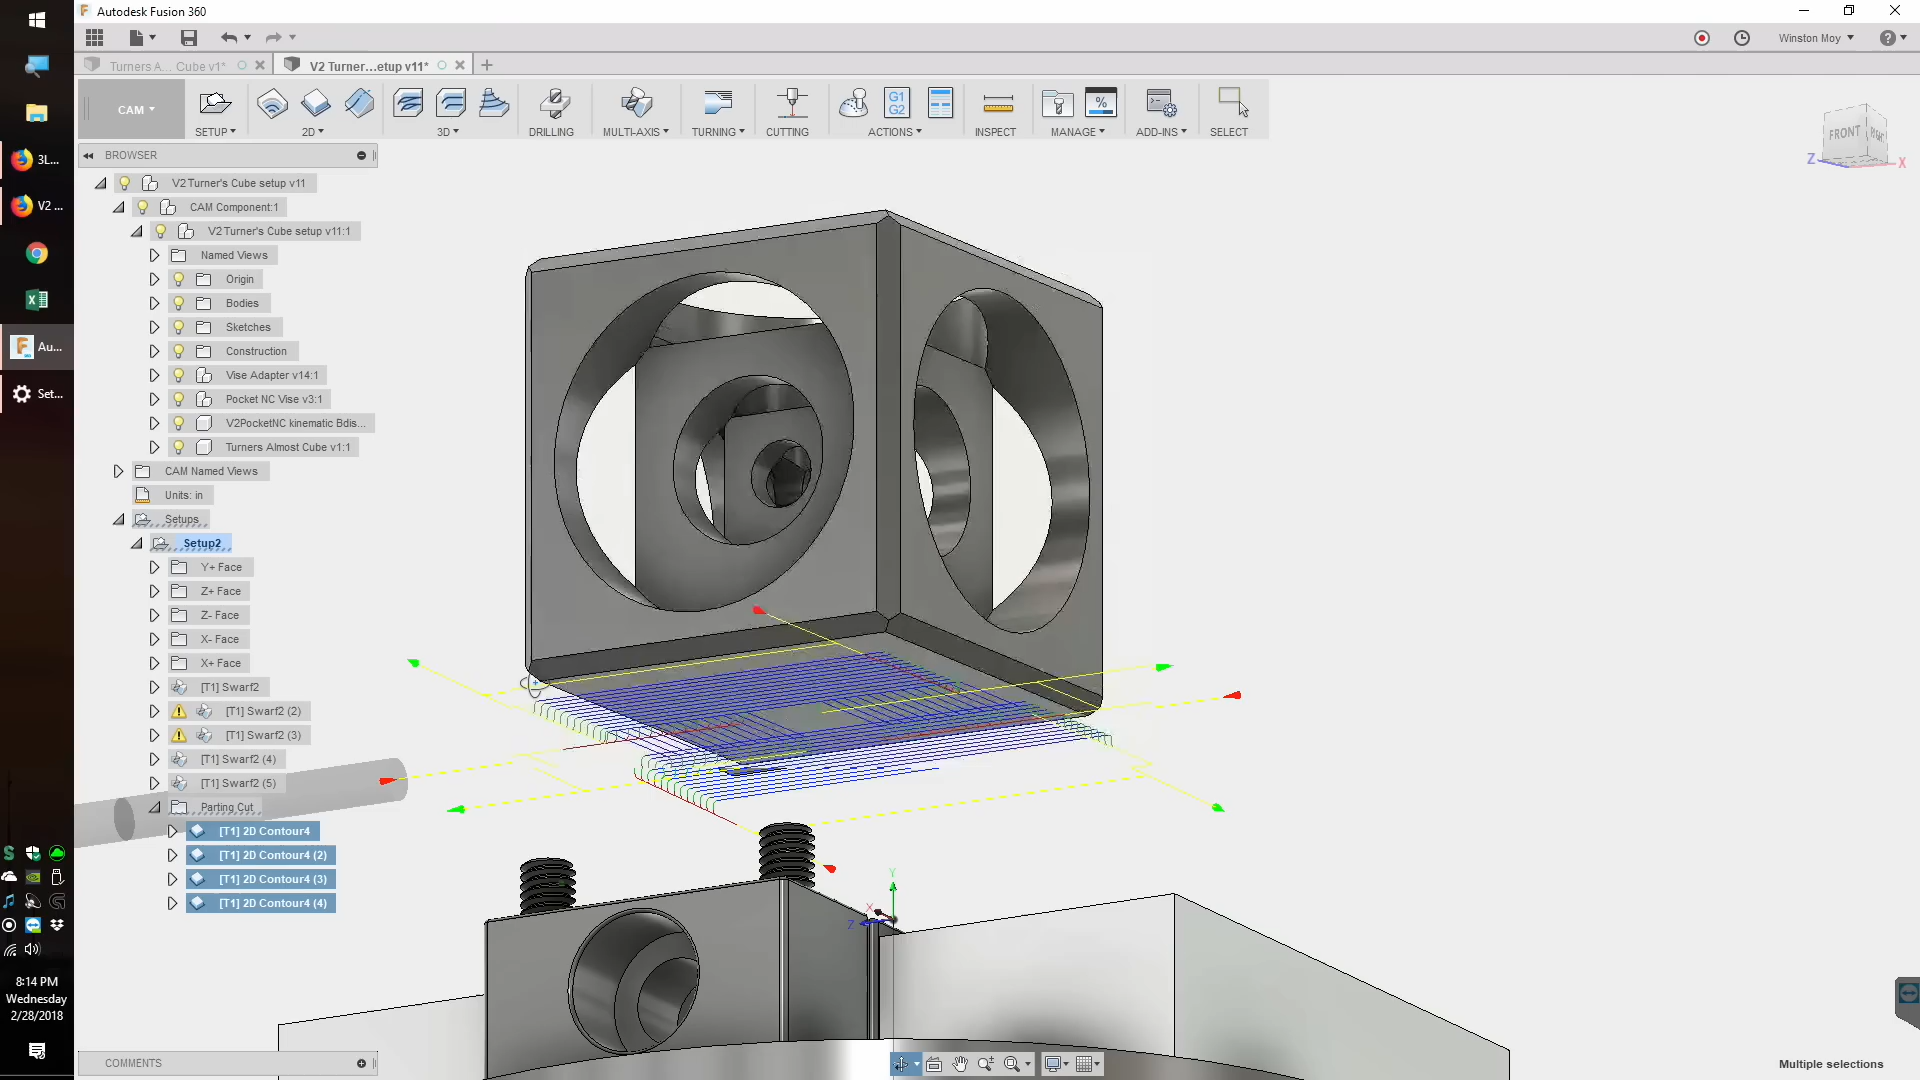 Autodesk Fusion 360
Winston Moy
Turners A... Cube v1*
V2 Turner...etup v11*
CAM
SETUP
2D
3D
DRILLING
MULTI-AXIS
TURNING
CUTTING
G1
G2
ACTIONS
INSPECT
%
MANAGE
ADD-INS
SELECT
BROWSER
FRONT
RIGHT
Z
X
3L...
V2 ...
Au...
Set...
V2 Turner's Cube setup v11
CAM Component:1
V2 Turner's Cube setup v11:1
Named Views
Origin
Bodies
Sketches
Construction
Vise Adapter v14:1
Pocket NC Vise v3:1
V2PocketNC kinematic Bdis...
Turners Almost Cube v1:1
CAM Named Views
Units: in
Setups
Setup2
Y+ Face
Z+ Face
Z- Face
X- Face
X+ Face
[T1] Swarf2
[T1] Swarf2 (2)
[T1] Swarf2 (3)
[T1] Swarf2 (4)
[T1] Swarf2 (5)
Parting Cut
[T1] 2D Contour4
[T1] 2D Contour4 (2)
[T1] 2D Contour4 (3)
[T1] 2D Contour4 (4)
Y
X
Z
8:14 PM
Wednesday
2/28/2018
COMMENTS
Multiple selections